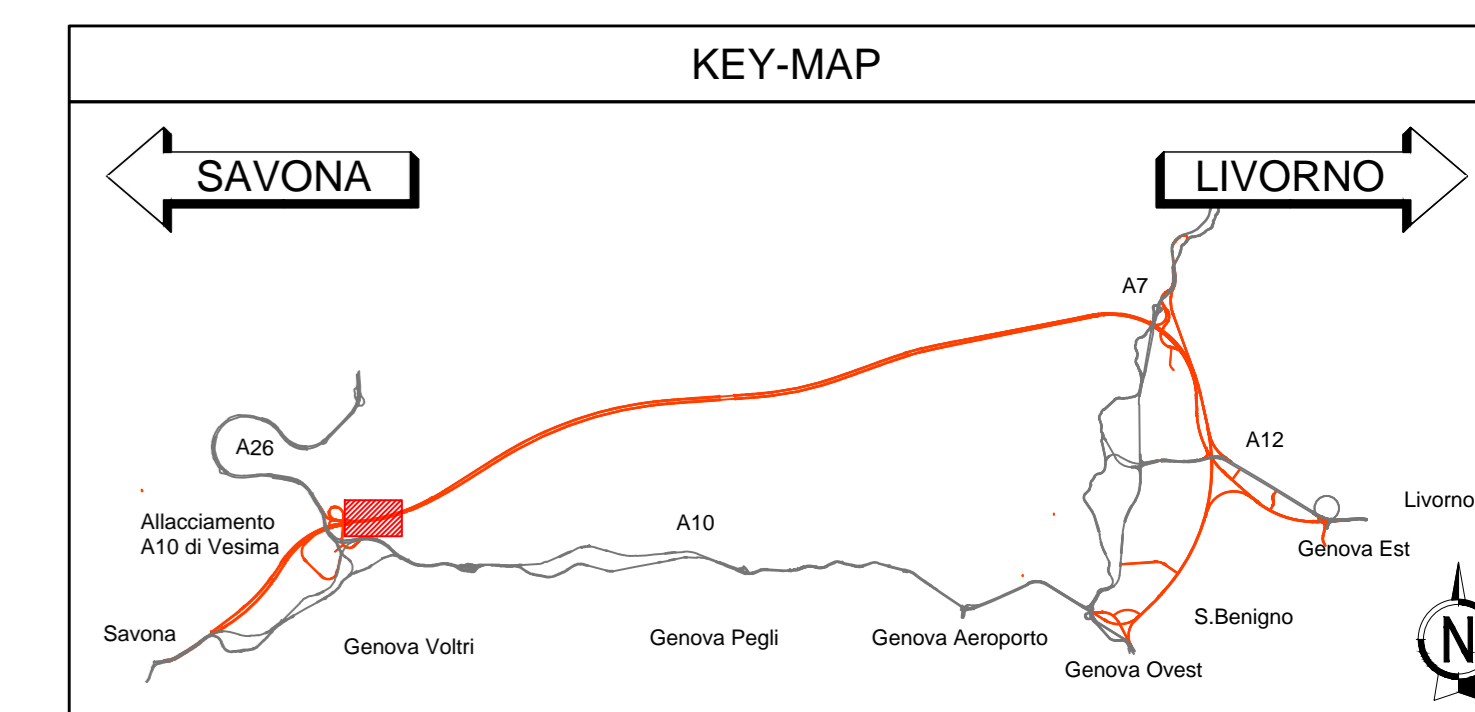 KEY-MAP
SAVONA
LIVORNO
A7
A26
A12
Livorno
Allacciamento
A10 di Vesima
A10
Genova Est
S.Benigno
Savona
Genova Voltri
Genova Pegli
Genova Aeroporto
Genova Ovest
N